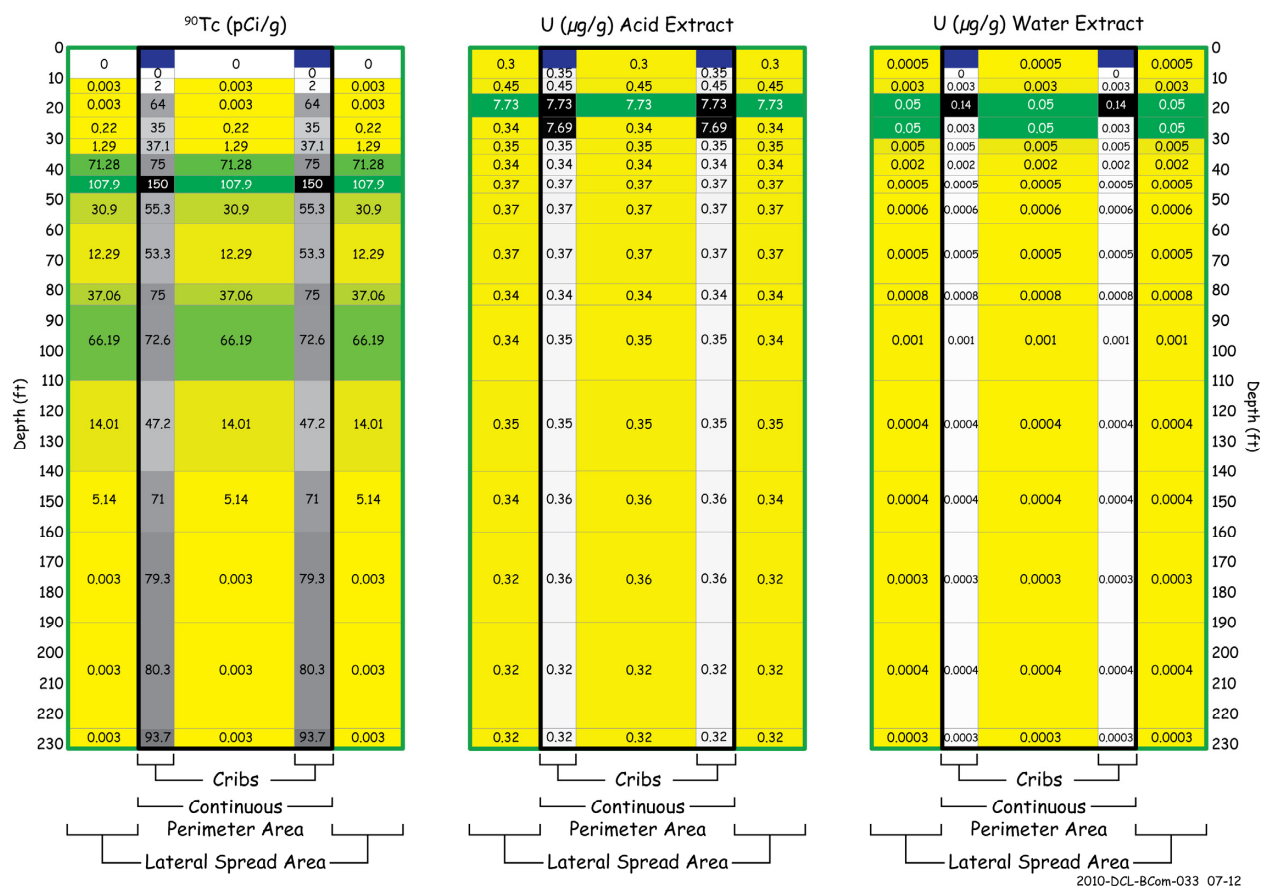 ⁹⁰Tc (pCi/g)
U (µg/g) Acid Extract
U (µg/g) Water Extract
0 0 0 0 0.3 0.3 0.3 0.0005 0.0005 0.0005 0
0 0 0.35 0.35 0 0
10 0.003 2 0.003 2 0.003 0.45 0.45 0.45 0.45 0.45 0.003 0.003 0.003 0.003 0.003 10
20 0.003 64 0.003 64 0.003 7.73 7.73 7.73 7.73 7.73 0.05 0.14 0.05 0.14 0.05 20
0.22 35 0.22 35 0.22 0.34 7.69 0.34 7.69 0.34 0.05 0.003 0.05 0.003 0.05
30 1.29 37.1 1.29 37.1 1.29 0.35 0.35 0.35 0.35 0.35 0.005 0.005 0.005 0.005 0.005 30
40 71.28 75 71.28 75 71.28 0.34 0.34 0.34 0.34 0.34 0.002 0.002 0.002 0.002 0.002 40
107.9 150 107.9 150 107.9 0.37 0.37 0.37 0.37 0.37 0.0005 0.0005 0.0005 0.0005 0.0005
50 30.9 55.3 30.9 55.3 30.9 0.37 0.37 0.37 0.37 0.37 0.0006 0.0006 0.0006 0.0006 0.0006 50
60 60
70 12.29 53.3 12.29 53.3 12.29 0.37 0.37 0.37 0.37 0.37 0.0005 0.0005 0.0005 0.0005 0.0005 70
80 37.06 75 37.06 75 37.06 0.34 0.34 0.34 0.34 0.34 0.0008 0.0008 0.0008 0.0008 0.0008 80
90 90
100 66.19 72.6 66.19 72.6 66.19 0.34 0.35 0.35 0.35 0.34 0.001 0.001 0.001 0.001 0.001 100
110 110
120 120
14.01 47.2 14.01 47.2 14.01 0.35 0.35 0.35 0.35 0.35 0.0004 0.0004 0.0004 0.0004 0.0004
130 130
140 140
150 5.14 71 5.14 71 5.14 0.34 0.36 0.36 0.36 0.34 0.0004 0.0004 0.0004 0.0004 0.0004 150
160 160
170 170
0.003 79.3 0.003 79.3 0.003 0.32 0.36 0.36 0.36 0.32 0.0003 0.0003 0.0003 0.0003 0.0003
180 180
190 190
200 200
0.003 80.3 0.003 80.3 0.003 0.32 0.32 0.32 0.32 0.32 0.0004 0.0004 0.0004 0.0004 0.0004
210 210
220 220
230 0.003 93.7 0.003 93.7 0.003 0.32 0.32 0.32 0.32 0.32 0.0003 0.0003 0.0003 0.0003 0.0003 230
Depth (ft)
Depth (ft)
Cribs Cribs Cribs
Continuous Continuous Continuous
Perimeter Area Perimeter Area Perimeter Area
Lateral Spread Area Lateral Spread Area Lateral Spread Area
2010-DCL-BCom-033 07-12